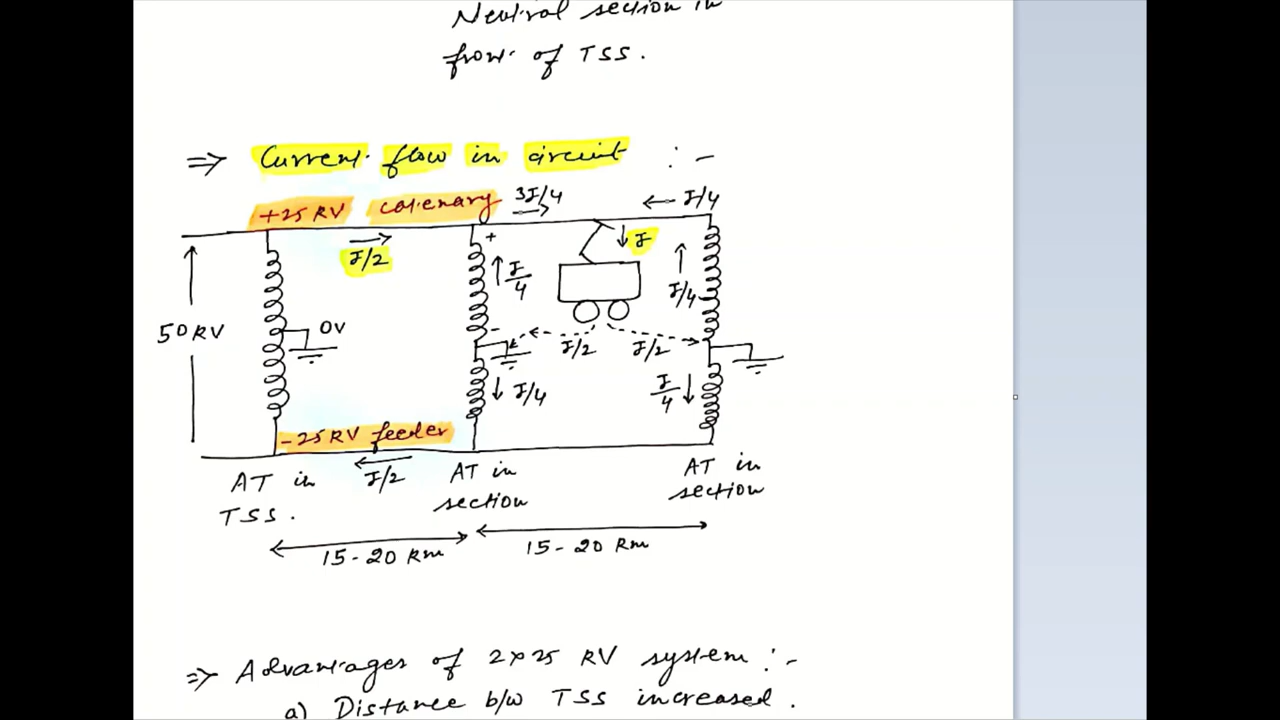 Neutral section in
front of TSS.
⇒ Current flow in circuit :-
+25 KV catenary 3I/4 → ← I/4
I/2 + I/4 I I/4
50 KV 0V -
I/2 I/2
I/4 I/4
-25 KV feeder
I/2
AT in TSS.
AT in section
AT in section
15-20 Km 15-20 Km
⇒ Advantages of 2×25 KV system :-
a) Distance b/w TSS increased.